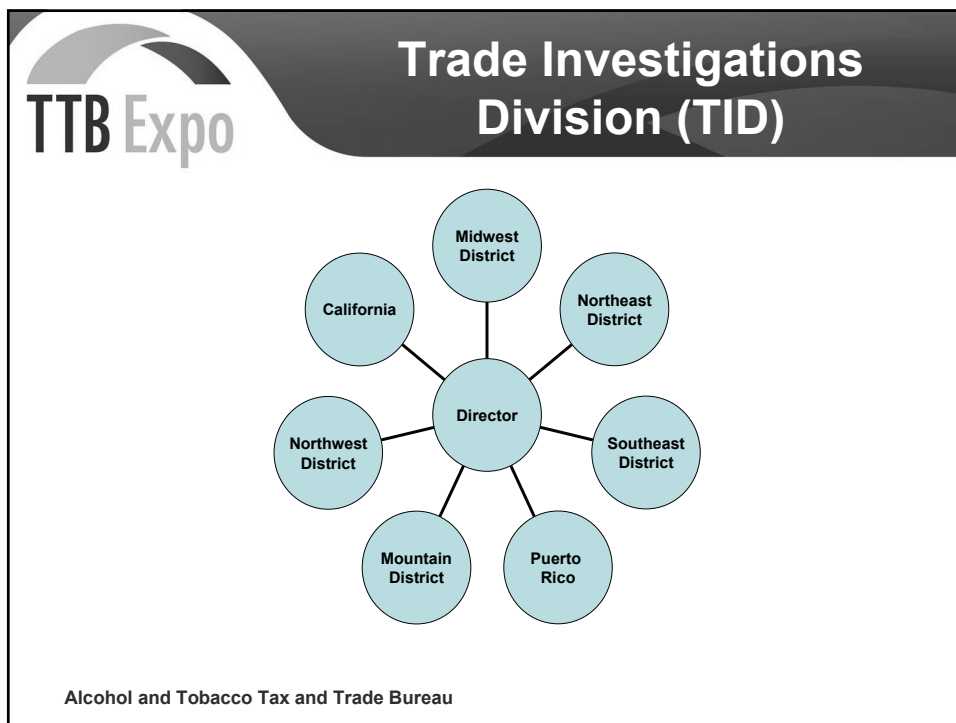 TTB Expo
Trade Investigations
Division (TID)
Midwest
District
Northeast
District
Southeast
District
Puerto
Rico
Mountain
District
Northwest
District
California
Director
Alcohol and Tobacco Tax and Trade Bureau